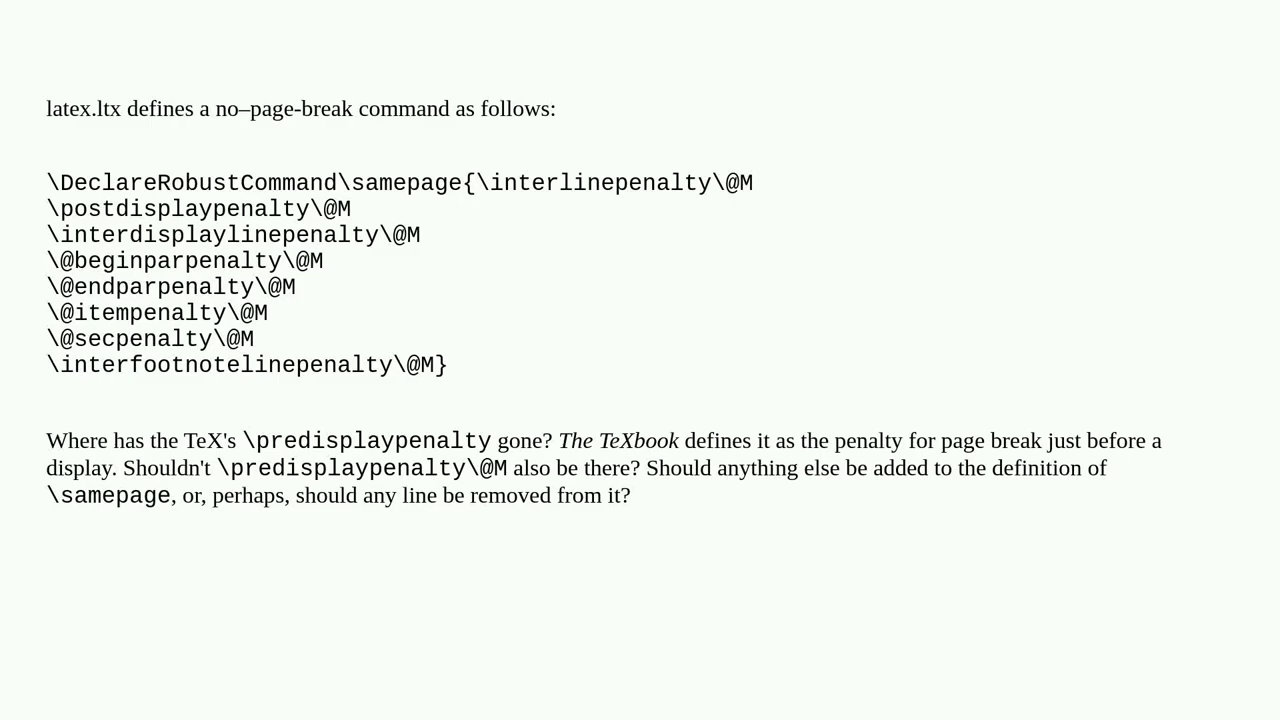 latex.ltx defines a no–page-break command as follows:
\DeclareRobustCommand\samepage{\interlinepenalty\@M
\postdisplaypenalty\@M
\interdisplaylinepenalty\@M
\@beginparpenalty\@M
\@endparpenalty\@M
\@itempenalty\@M
\@secpenalty\@M
\interfootnotelinepenalty\@M}
Where has the TeX's \predisplaypenalty gone? The TeXbook defines it as the penalty for page break just before a
display. Shouldn't \predisplaypenalty\@M also be there? Should anything else be added to the definition of
\samepage, or, perhaps, should any line be removed from it?